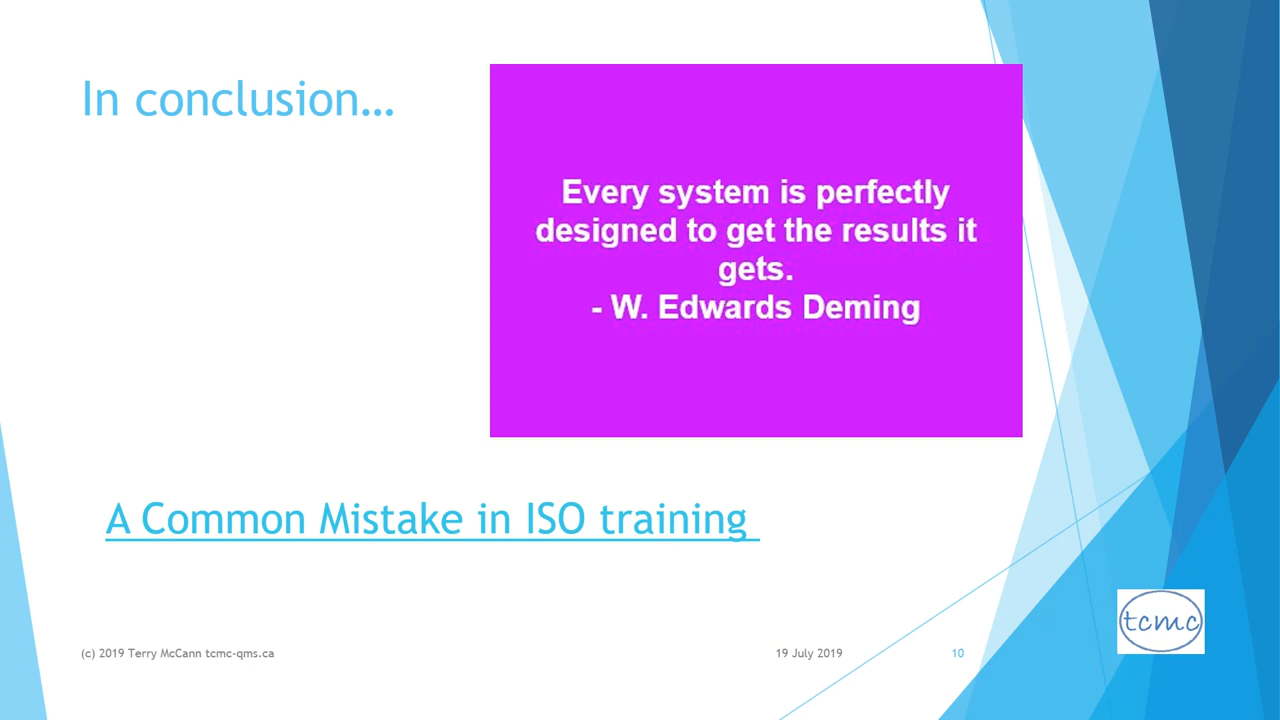 In conclusion…
Every system is perfectly
designed to get the results it
gets.
- W. Edwards Deming
A Common Mistake in ISO training
(c) 2019 Terry McCann tcmc-qms.ca
19 July 2019
10
tcmc